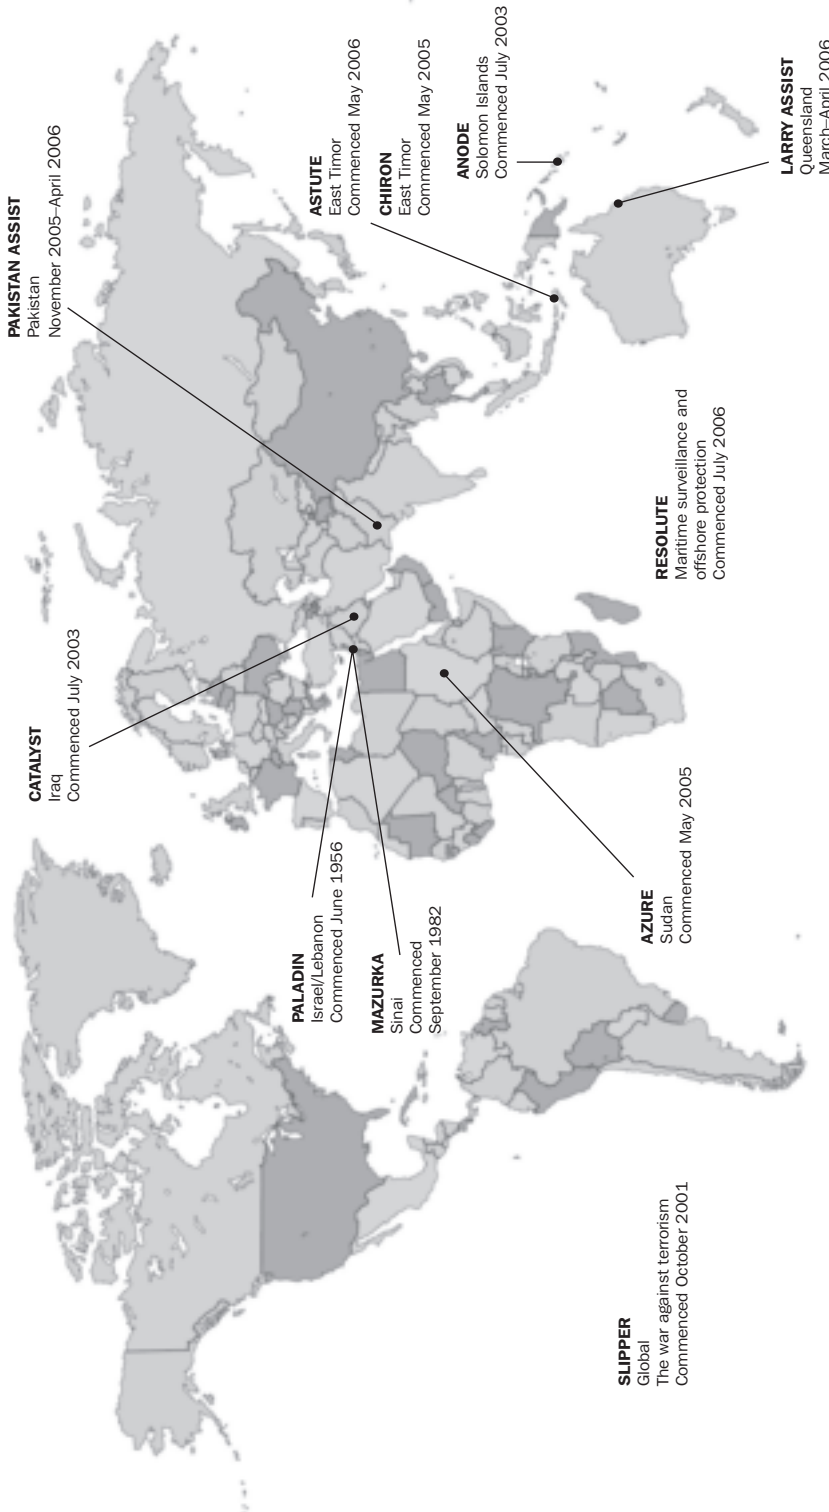 PAKISTAN ASSIST
Pakistan
November 2005–April 2006
CATALYST
Iraq
Commenced July 2003
ASTUTE
East Timor
Commenced May 2006
CHIRON
East Timor
Commenced May 2005
ANODE
Solomon Islands
Commenced July 2003
PALADIN
Israel/Lebanon
Commenced June 1956
MAZURKA
Sinai
Commenced
September 1982
AZURE
Sudan
Commenced May 2005
RESOLUTE
Maritime surveillance and
offshore protection
Commenced July 2006
LARRY ASSIST
Queensland
March–April 2006
SLIPPER
Global
The war against terrorism
Commenced October 2001